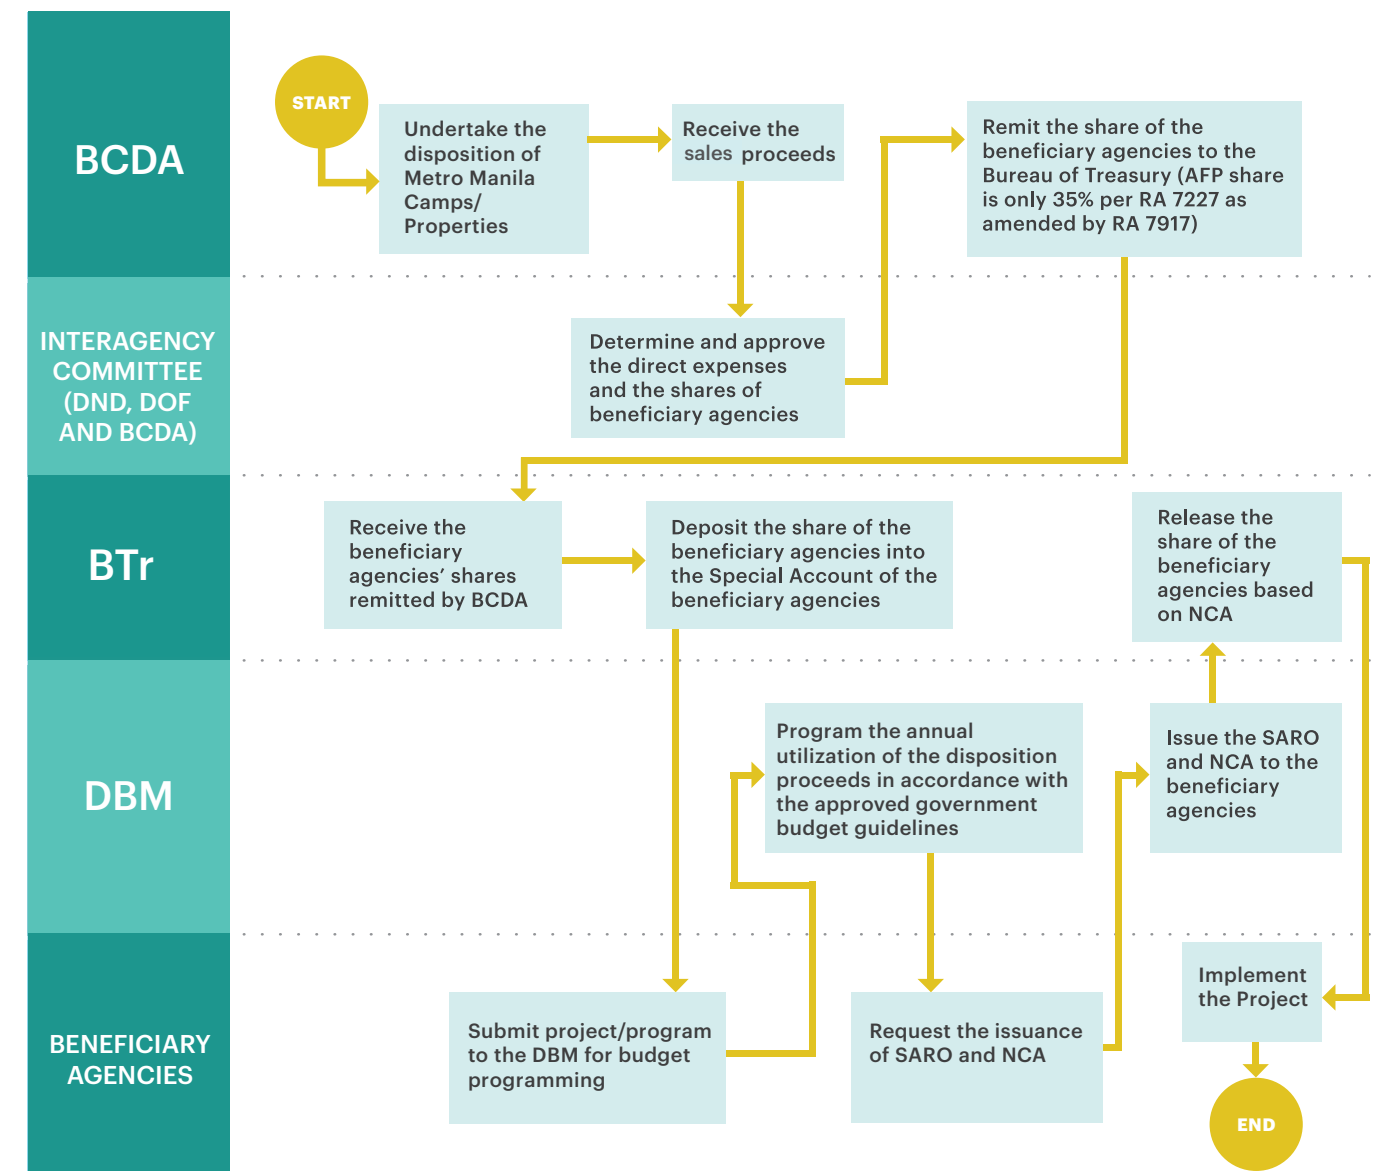 BCDA
START
Undertake the
disposition of
Metro Manila
Camps/
Properties
Receive the
sales proceeds
Remit the share of the
beneficiary agencies to the
Bureau of Treasury (AFP share
is only 35% per RA 7227 as
amended by RA 7917)
INTERAGENCY
COMMITTEE
(DND, DOF
AND BCDA)
Determine and approve
the direct expenses
and the shares of
beneficiary agencies
BTr
Receive the
beneficiary
agencies’ shares
remitted by BCDA
Deposit the share of the
beneficiary agencies into
the Special Account of the
beneficiary agencies
Release the
share of the
beneficiary
agencies based
on NCA
DBM
Program the annual
utilization of the disposition
proceeds in accordance with
the approved government
budget guidelines
Issue the SARO
and NCA to the
beneficiary
agencies
BENEFICIARY
AGENCIES
Submit project/program
to the DBM for budget
programming
Request the issuance
of SARO and NCA
Implement
the Project
END